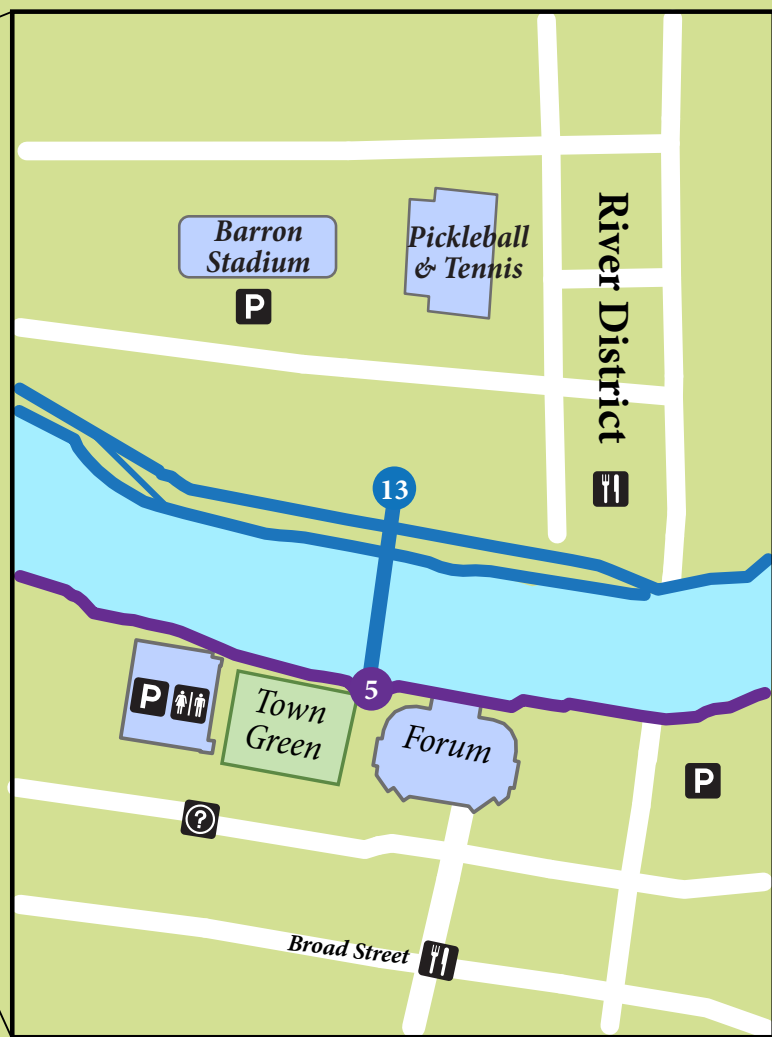 Barron
Stadium
Pickleball
& Tennis
P
River District
13
5
P
Town
Green
Forum
P
?
Broad Street